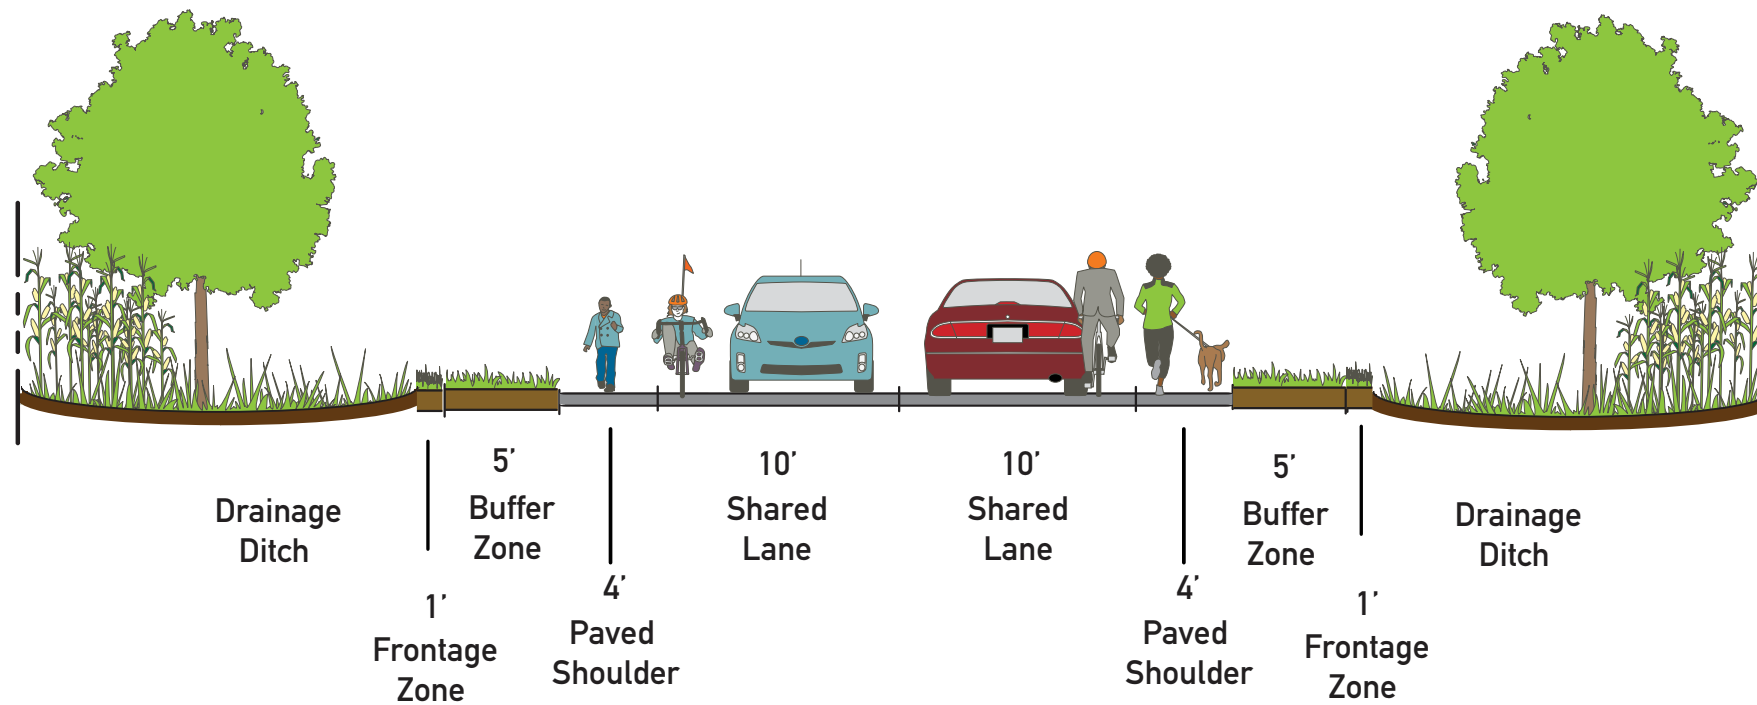 Drainage
Ditch
1’
Frontage
Zone
5’
Buffer
Zone
4’
Paved
Shoulder
10’
Shared
Lane
10’
Shared
Lane
4’
Paved
Shoulder
5’
Buffer
Zone
1’
Frontage
Zone
Drainage
Ditch